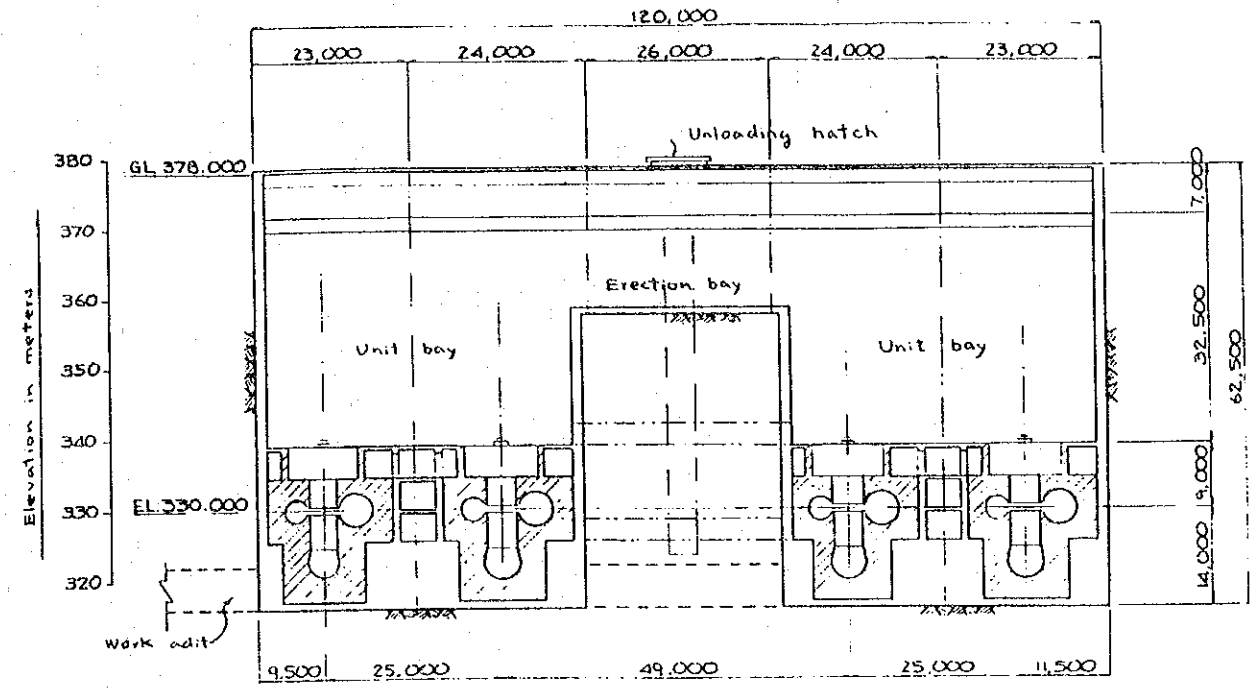 120,000
23,000 24,000 26,000 24,000 23,000
Unloading hatch
380
GL 378.000
7.000
370
Erection bay
360
Unit bay
Unit bay
32.500
62,500
350
Elevation in meters
340
9.000
330
EL.330.000
14,000
320
Work adit
9.500 25.000 49.000 25.000 11,500